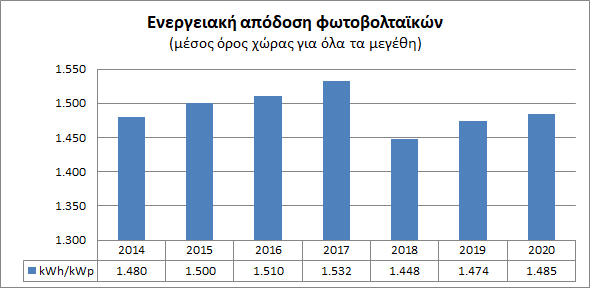 Ενεργειακή απόδοση φωτοβολταϊκών
(μέσος όρος χώρας για όλα τα μεγέθη)
1.550
1.500
1.450
1.400
1.350
1.300
2014 2015 2016 2017 2018 2019 2020
kWh/kWp 1.480 1.500 1.510 1.532 1.448 1.474 1.485